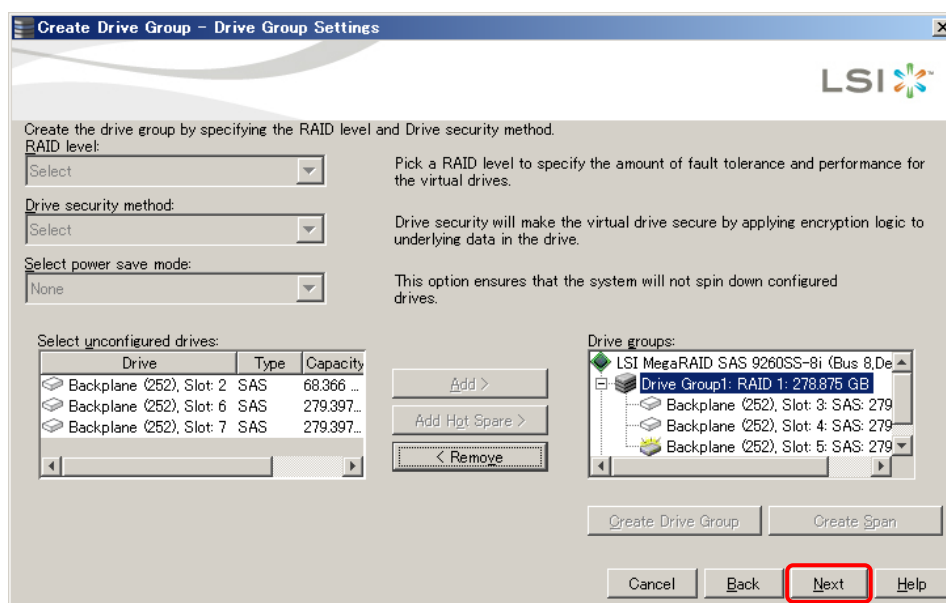 Create Drive Group - Drive Group Settings
LSI
Create the drive group by specifying the RAID level and Drive security method.
RAID level:
Select
Pick a RAID level to specify the amount of fault tolerance and performance for
the virtual drives.
Drive security method:
Select
Drive security will make the virtual drive secure by applying encryption logic to
underlying data in the drive.
Select power save mode:
None
This option ensures that the system will not spin down configured
drives.
Select unconfigured drives:
Drive Type Capacity
Backplane (252), Slot: 2 SAS 68.366 ...
Backplane (252), Slot: 6 SAS 279.397...
Backplane (252), Slot: 7 SAS 279.397...
Add >
Add Hot Spare >
< Remove
Drive groups:
LSI MegaRAID SAS 9260SS-8i (Bus 8,De
Drive Group1: RAID 1: 278.875 GB
Backplane (252), Slot: 3: SAS: 279
Backplane (252), Slot: 4: SAS: 279
Backplane (252), Slot: 5: SAS: 279
Create Drive Group Create Span
Cancel Back Next Help